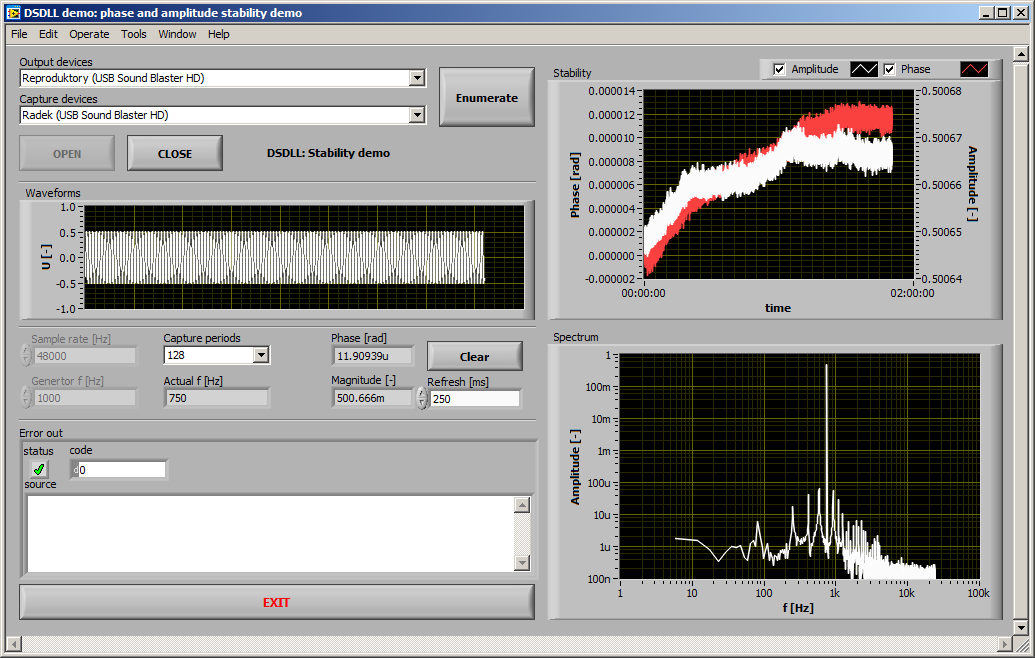 DSDLL demo: phase and amplitude stability demo
File Edit Operate Tools Window Help
Output devices
Reproduktory (USB Sound Blaster HD)
Capture devices
Radek (USB Sound Blaster HD)
Enumerate
OPEN
CLOSE
DSDLL: Stability demo
Waveforms
U [-]
1.0
0.5
0.0
-0.5
-1.0
Sample rate [Hz]
48000
Capture periods
128
Phase [rad]
11.90939u
Clear
Genertor f [Hz]
1000
Actual f [Hz]
750
Magnitude [-]
500.666m
Refresh [ms]
250
Error out
status
code
d0
source
EXIT
Stability
Amplitude
Phase
Phase [rad]
0.000014
0.000012
0.000010
0.000008
0.000006
0.000004
0.000002
0.000000
-0.000002
0.50068
0.50067
0.50066
0.50065
0.50064
Amplitude [-]
00:00:00
02:00:00
time
Spectrum
Amplitude [-]
1
100m
10m
1m
100u
10u
1u
100n
1 10 100 1k 10k 100k
f [Hz]